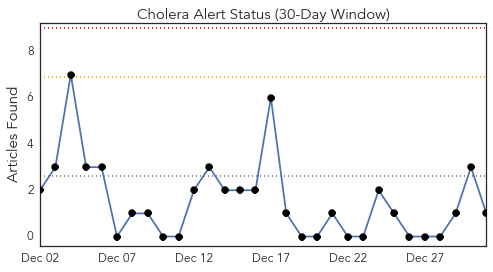 Cholera Alert Status (30-Day Window)
Articles Found
8
6
4
2
0
Dec 02 Dec 07 Dec 12 Dec 17 Dec 22 Dec 27